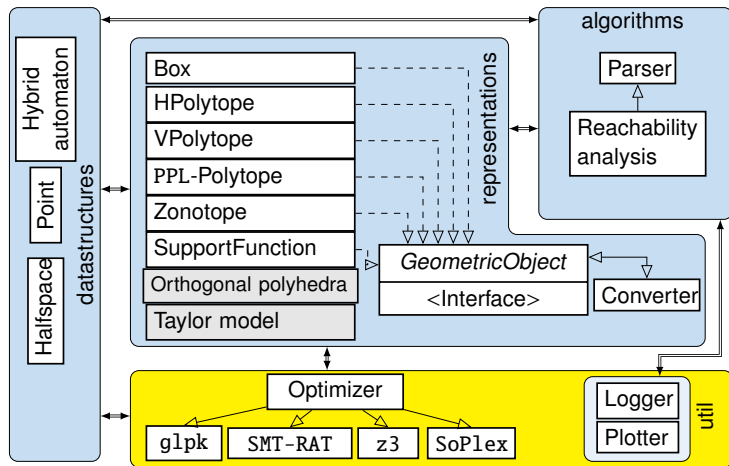 algorithms
Parser
Reachability
analysis
Hybrid
automaton
Point
Halfspace
datastructures
Box
HPolytope
VPolytope
PPL-Polytope
Zonotope
SupportFunction
Orthogonal polyhedra
Taylor model
representations
GeometricObject
<Interface>
Converter
Optimizer
glpk
SMT-RAT
z3
SoPlex
Logger
Plotter
util